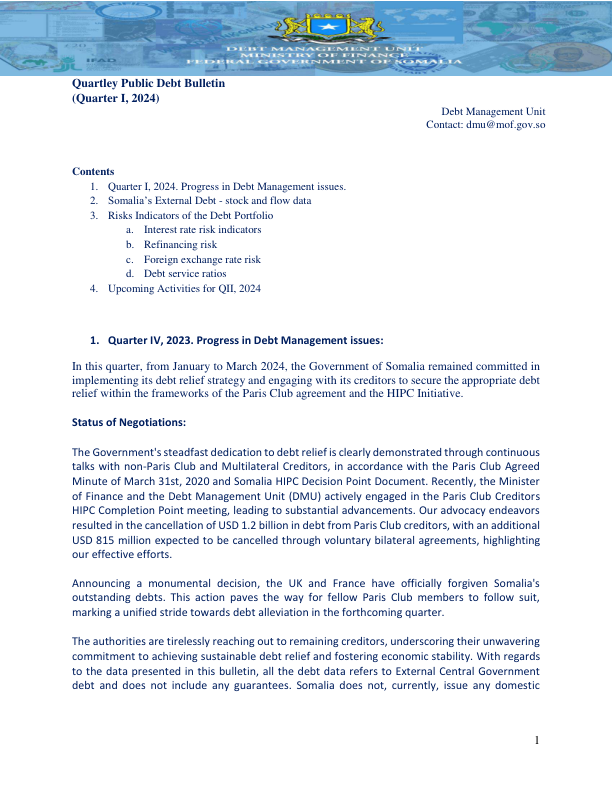 DEBT MANAGEMENT UNIT
MINISTRY OF FINANCE
FEDERAL GOVERNMENT OF SOMALIA
Quartley Public Debt Bulletin
(Quarter I, 2024)
Debt Management Unit
Contact: dmu@mof.gov.so
Contents
1. Quarter I, 2024. Progress in Debt Management issues.
2. Somalia’s External Debt - stock and flow data
3. Risks Indicators of the Debt Portfolio
a. Interest rate risk indicators
b. Refinancing risk
c. Foreign exchange rate risk
d. Debt service ratios
4. Upcoming Activities for QII, 2024
1. Quarter IV, 2023. Progress in Debt Management issues:
In this quarter, from January to March 2024, the Government of Somalia remained committed in
implementing its debt relief strategy and engaging with its creditors to secure the appropriate debt
relief within the frameworks of the Paris Club agreement and the HIPC Initiative.
Status of Negotiations:
The Government's steadfast dedication to debt relief is clearly demonstrated through continuous
talks with non-Paris Club and Multilateral Creditors, in accordance with the Paris Club Agreed
Minute of March 31st, 2020 and Somalia HIPC Decision Point Document. Recently, the Minister
of Finance and the Debt Management Unit (DMU) actively engaged in the Paris Club Creditors
HIPC Completion Point meeting, leading to substantial advancements. Our advocacy endeavors
resulted in the cancellation of USD 1.2 billion in debt from Paris Club creditors, with an additional
USD 815 million expected to be cancelled through voluntary bilateral agreements, highlighting
our effective efforts.
Announcing a monumental decision, the UK and France have officially forgiven Somalia's
outstanding debts. This action paves the way for fellow Paris Club members to follow suit,
marking a unified stride towards debt alleviation in the forthcoming quarter.
The authorities are tirelessly reaching out to remaining creditors, underscoring their unwavering
commitment to achieving sustainable debt relief and fostering economic stability. With regards
to the data presented in this bulletin, all the debt data refers to External Central Government
debt and does not include any guarantees. Somalia does not, currently, issue any domestic
1